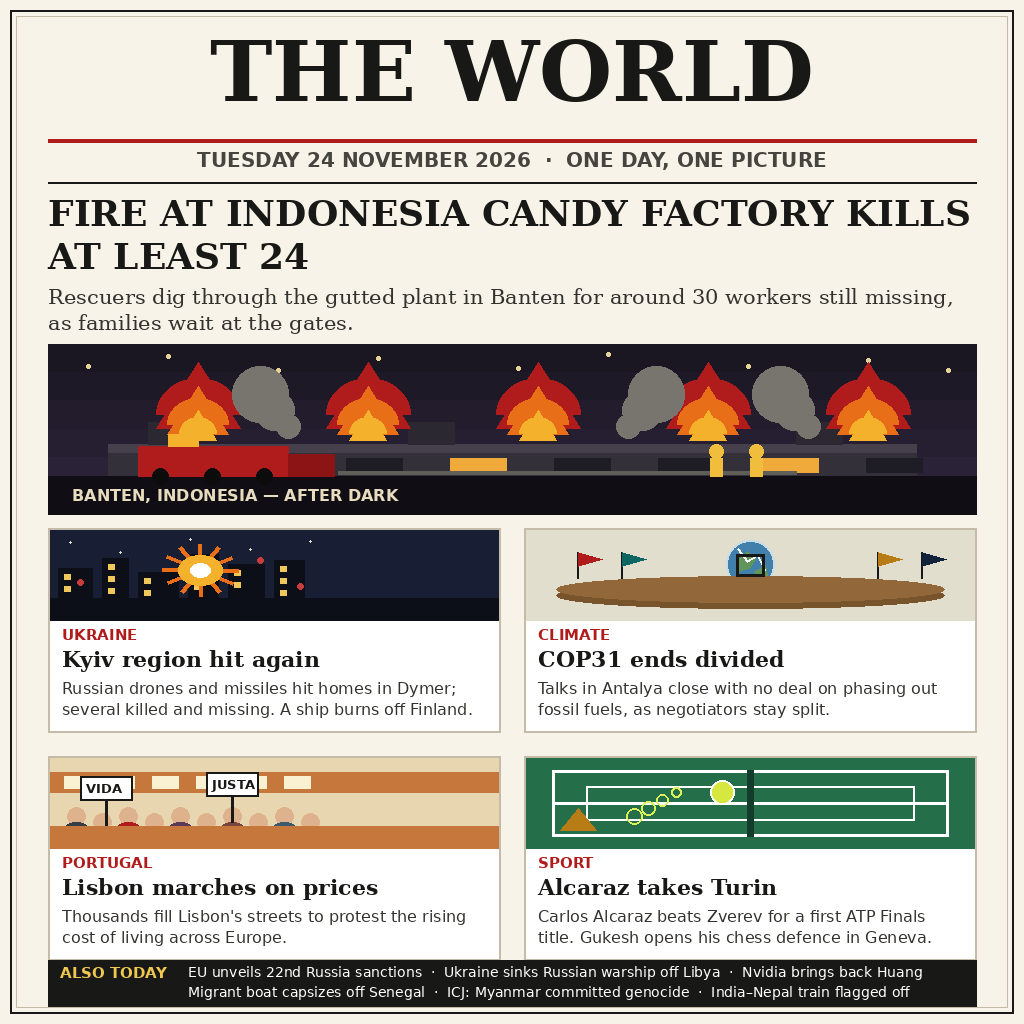 THE WORLD
TUESDAY 24 NOVEMBER 2026 · ONE DAY, ONE PICTURE
FIRE AT INDONESIA CANDY FACTORY KILLS
AT LEAST 24
Rescuers dig through the gutted plant in Banten for around 30 workers still missing,
as families wait at the gates.
BANTEN, INDONESIA — AFTER DARK
UKRAINE
Kyiv region hit again
Russian drones and missiles hit homes in Dymer;
several killed and missing. A ship burns off Finland.
CLIMATE
COP31 ends divided
Talks in Antalya close with no deal on phasing out
fossil fuels, as negotiators stay split.
VIDA
JUSTA
PORTUGAL
Lisbon marches on prices
Thousands fill Lisbon's streets to protest the rising
cost of living across Europe.
SPORT
Alcaraz takes Turin
Carlos Alcaraz beats Zverev for a first ATP Finals
title. Gukesh opens his chess defence in Geneva.
ALSO TODAY
EU unveils 22nd Russia sanctions · Ukraine sinks Russian warship off Libya · Nvidia brings back Huang
Migrant boat capsizes off Senegal · ICJ: Myanmar committed genocide · India–Nepal train flagged off